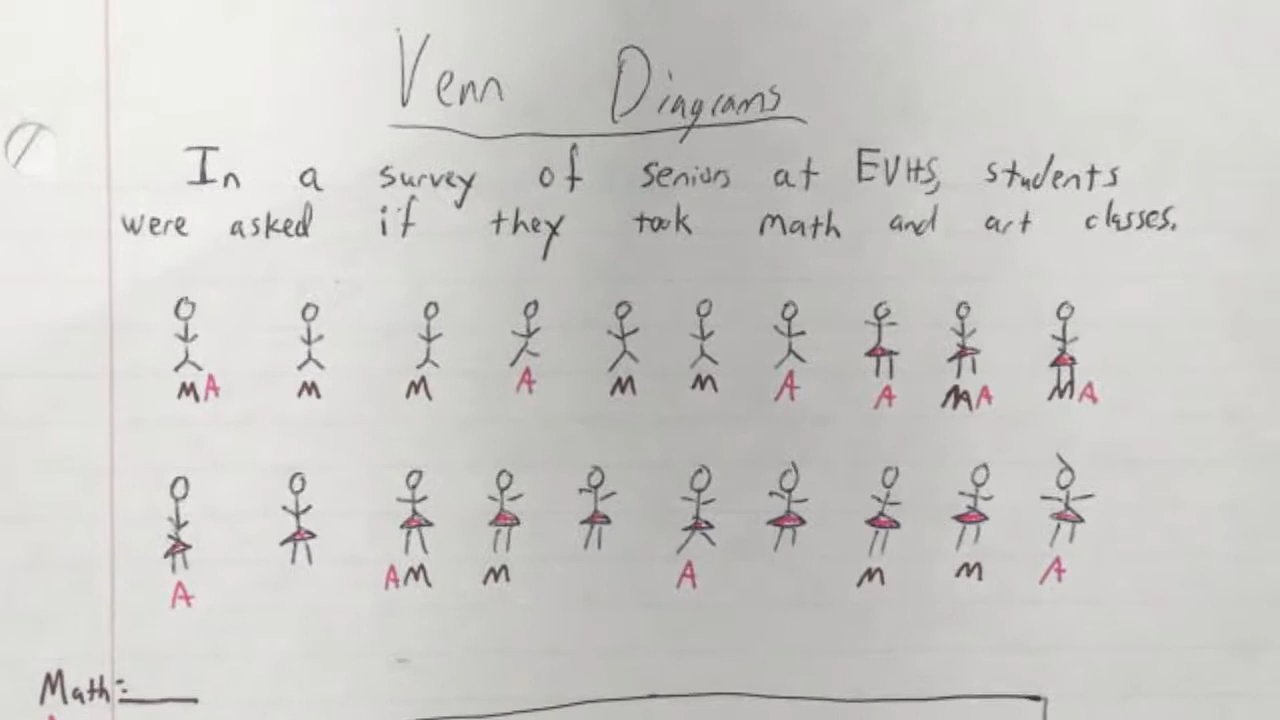 Venn Diagrams
In a survey of seniors at EVHS, students
were asked if they took math and art classes.
MA M M A M M A A MA MA
A AM M A M M A
Math: